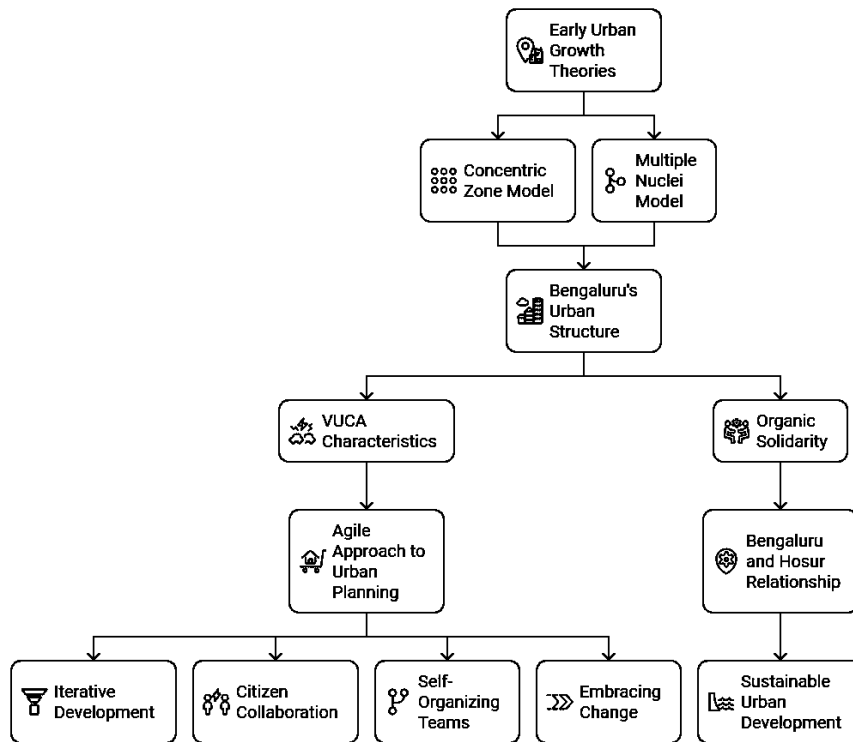 Early Urban
Growth
Theories
Concentric
Zone Model
Multiple
Nuclei
Model
Bengaluru's
Urban
Structure
VUCA
Characteristics
Organic
Solidarity
Agile
Approach to
Urban
Planning
Bengaluru
and Hosur
Relationship
Iterative
Development
Citizen
Collaboration
Self-
Organizing
Teams
Embracing
Change
Sustainable
Urban
Development